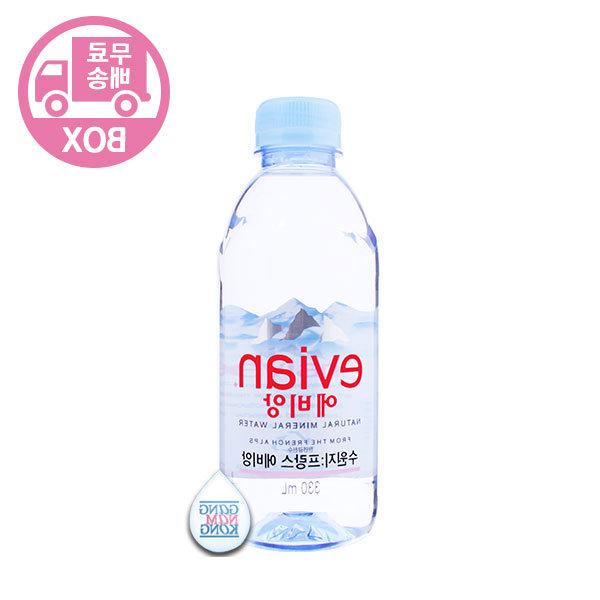 무료
배송
BOX
evian
에비앙
NATURAL MINERAL WATER
FROM THE FRENCH ALPS
수원지:프랑스 에비앙
330 mL
GANG
NAM
KONG